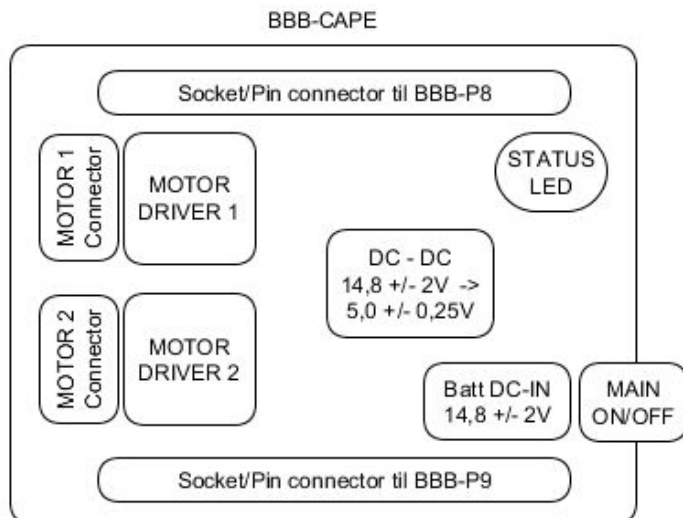 BBB-CAPE
Socket/Pin connector til BBB-P8
MOTOR 1
Connector
MOTOR
DRIVER 1
STATUS
LED
DC - DC
14,8 +/- 2V ->
5,0 +/- 0,25V
MOTOR 2
Connector
MOTOR
DRIVER 2
Batt DC-IN
14,8 +/- 2V
MAIN
ON/OFF
Socket/Pin connector til BBB-P9